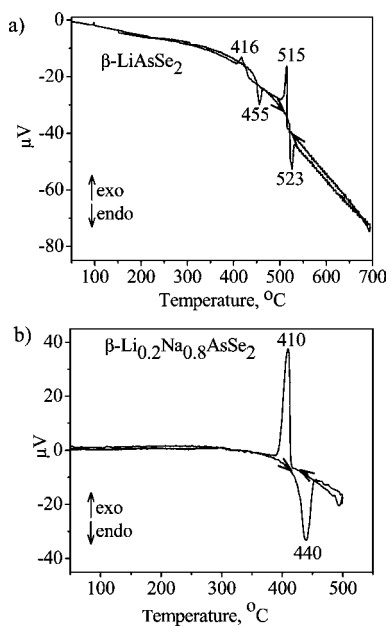 a)
β-LiAsSe2
416
515
455
523
0
-20
-40
-60
-80
μV
exo
endo
100 200 300 400 500 600 700
Temperature, °C
b)
β-Li0.2Na0.8AsSe2
410
440
40
20
0
-20
-40
μV
exo
endo
100 200 300 400 500
Temperature, °C